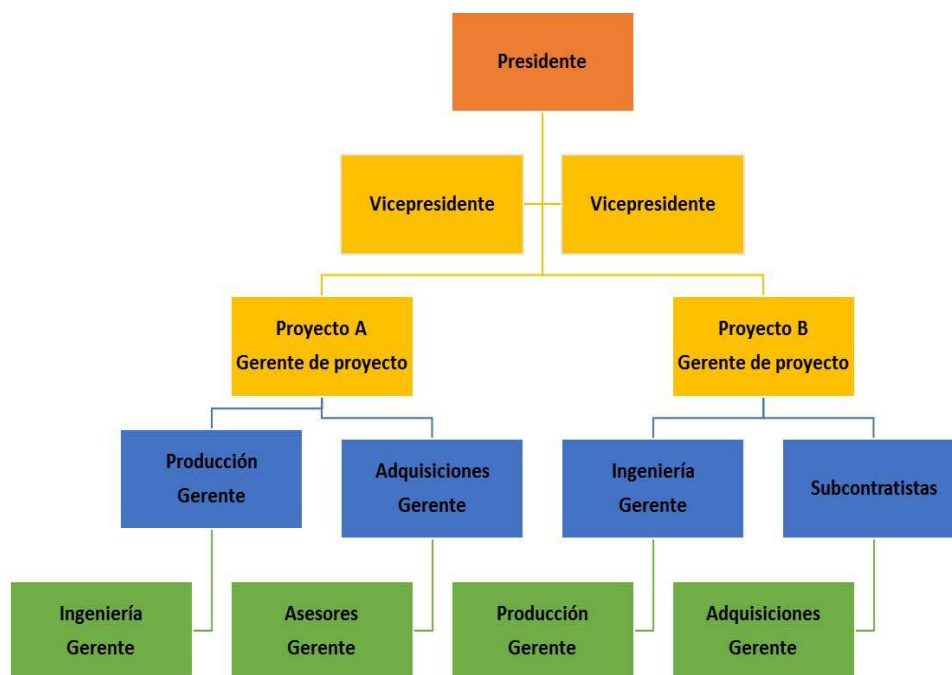 Presidente
Vicepresidente
Vicepresidente
Proyecto A
Gerente de proyecto
Proyecto B
Gerente de proyecto
Producción
Gerente
Adquisiciones
Gerente
Ingeniería
Gerente
Subcontratistas
Ingeniería
Gerente
Asesores
Gerente
Producción
Gerente
Adquisiciones
Gerente